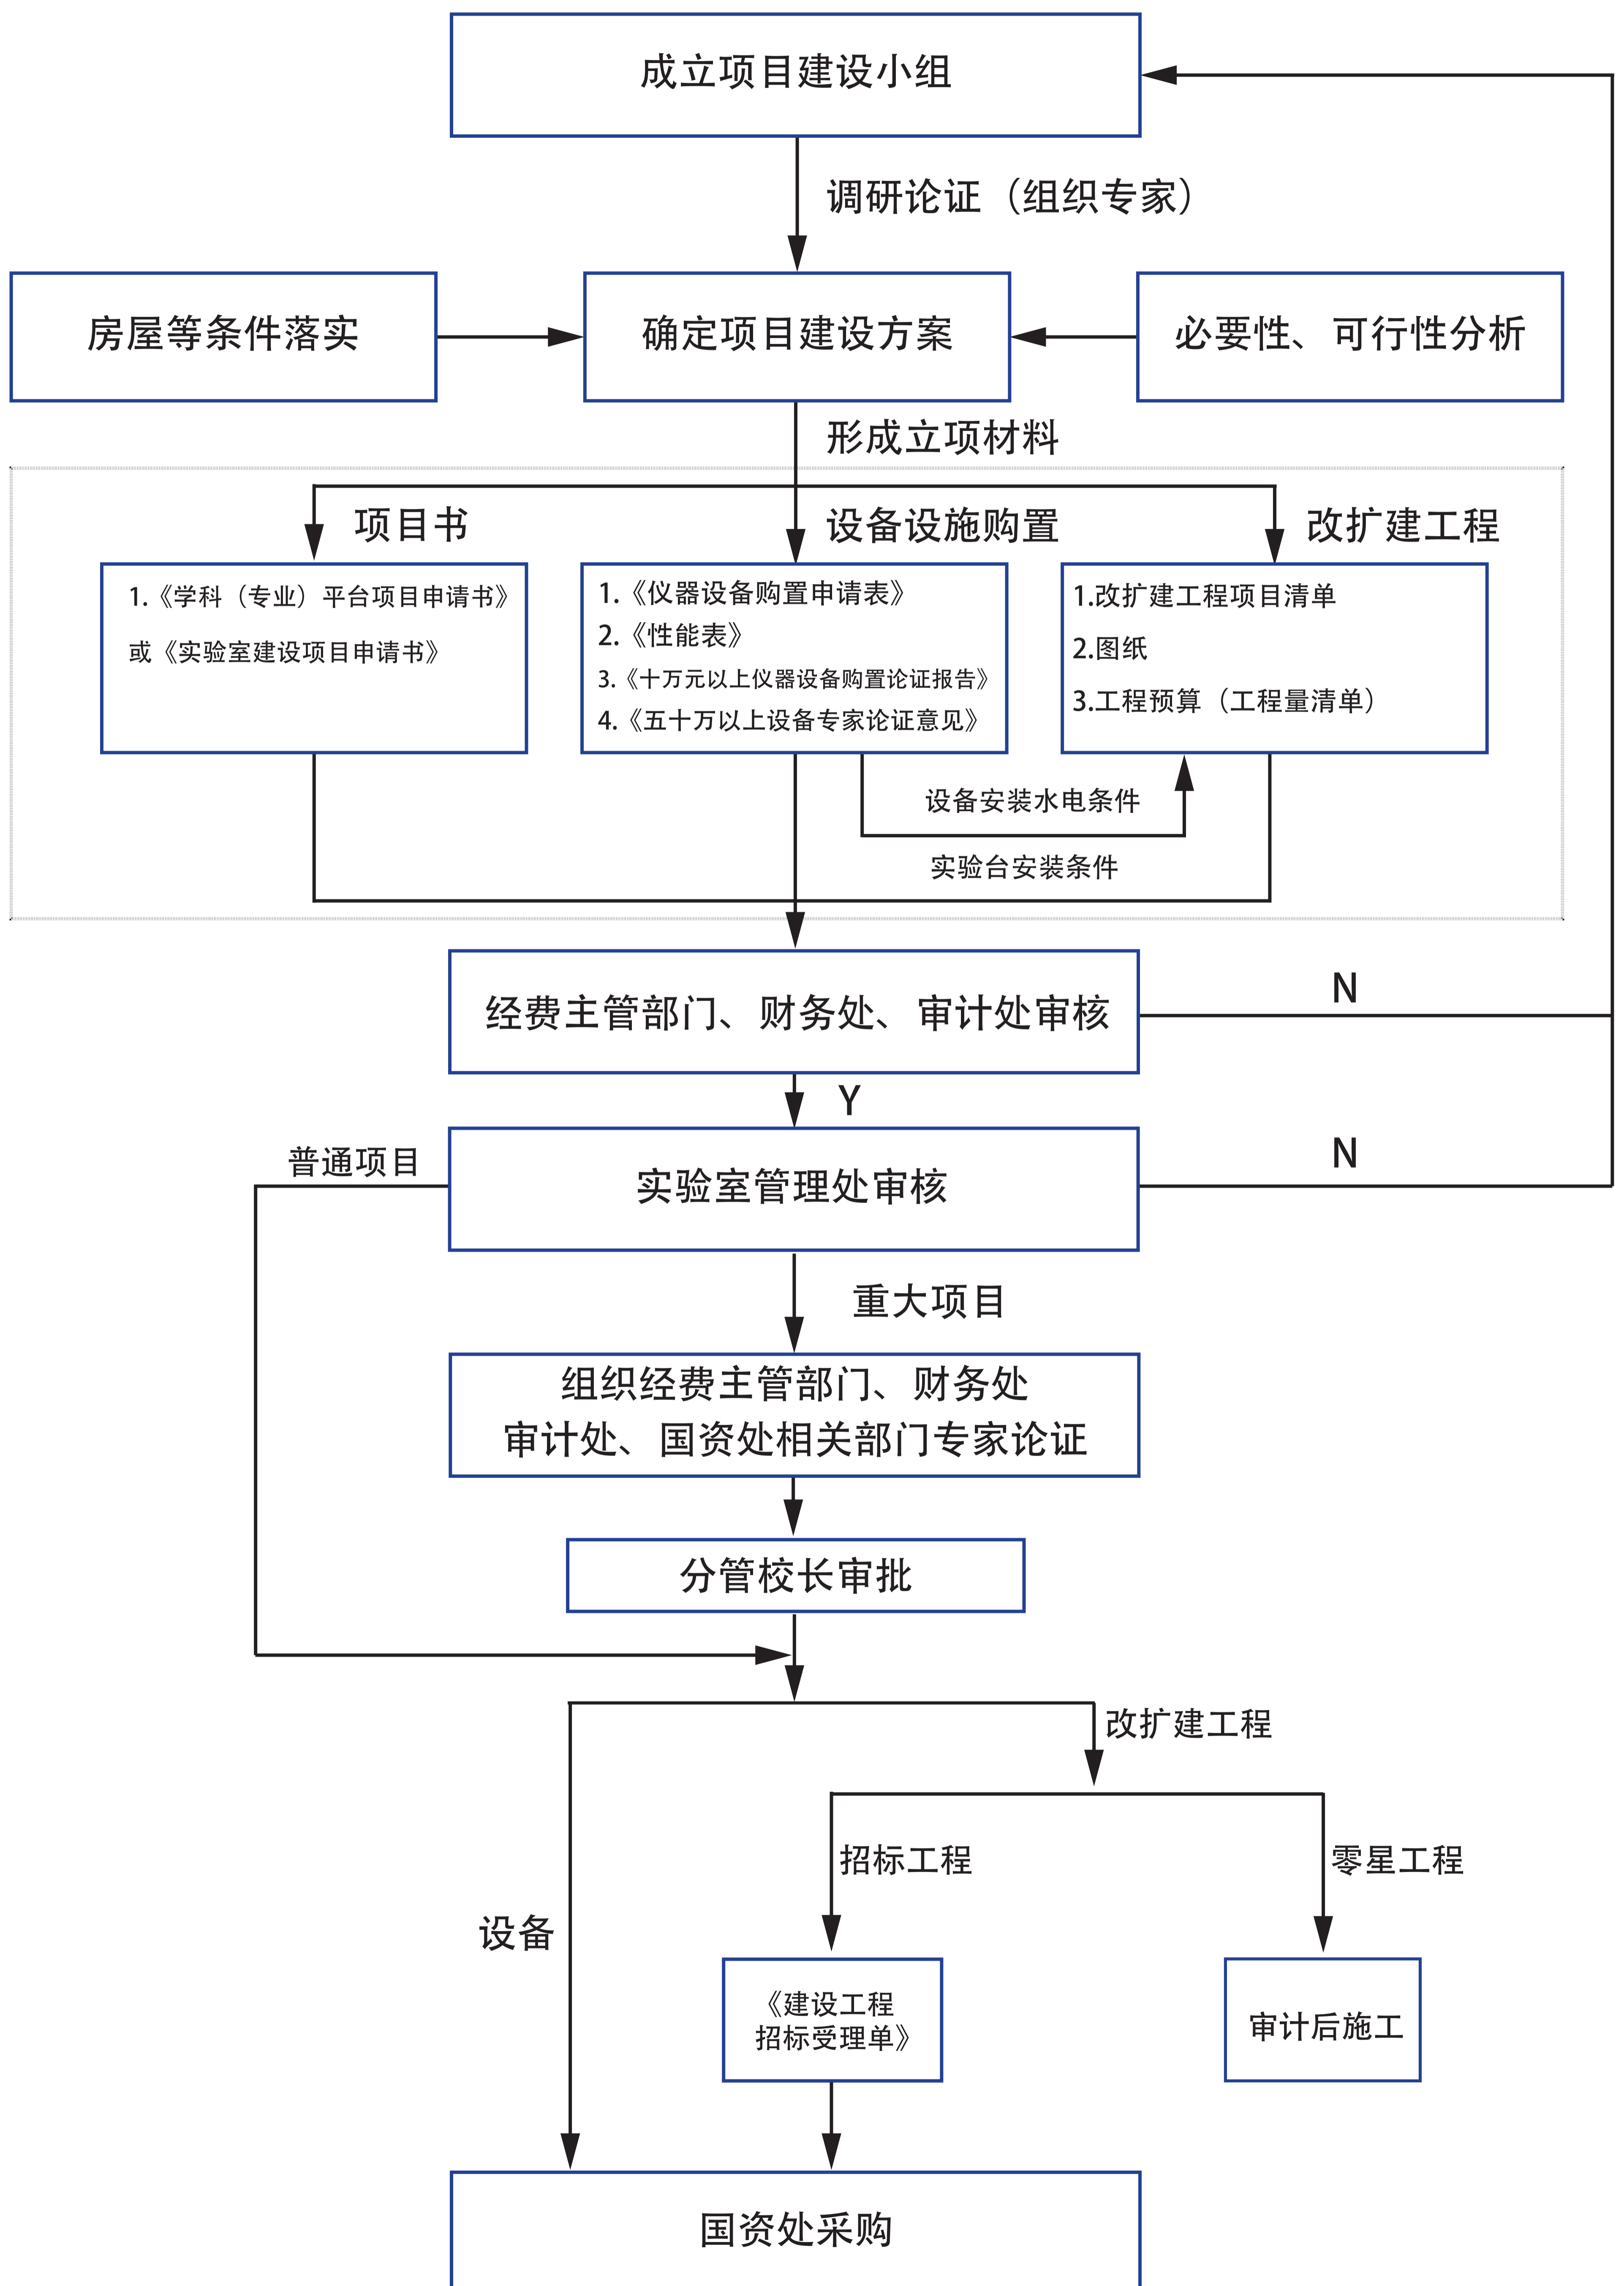 成立项目建设小组
调研论证（组织专家）
房屋等条件落实
确定项目建设方案
必要性、可行性分析
形成立项材料
项目书
设备设施购置
改扩建工程
1.《学科（专业）平台项目申请书》
或《实验室建设项目申请书》
1.《仪器设备购置申请表》
2.《性能表》
3.《十万元以上仪器设备购置论证报告》
4.《五十万以上设备专家论证意见》
1.改扩建工程项目清单
2.图纸
3.工程预算（工程量清单）
设备安装水电条件
实验台安装条件
经费主管部门、财务处、审计处审核
N
Y
普通项目
实验室管理处审核
N
重大项目
组织经费主管部门、财务处
审计处、国资处相关部门专家论证
分管校长审批
改扩建工程
招标工程
零星工程
设备
《建设工程
招标受理单》
审计后施工
国资处采购